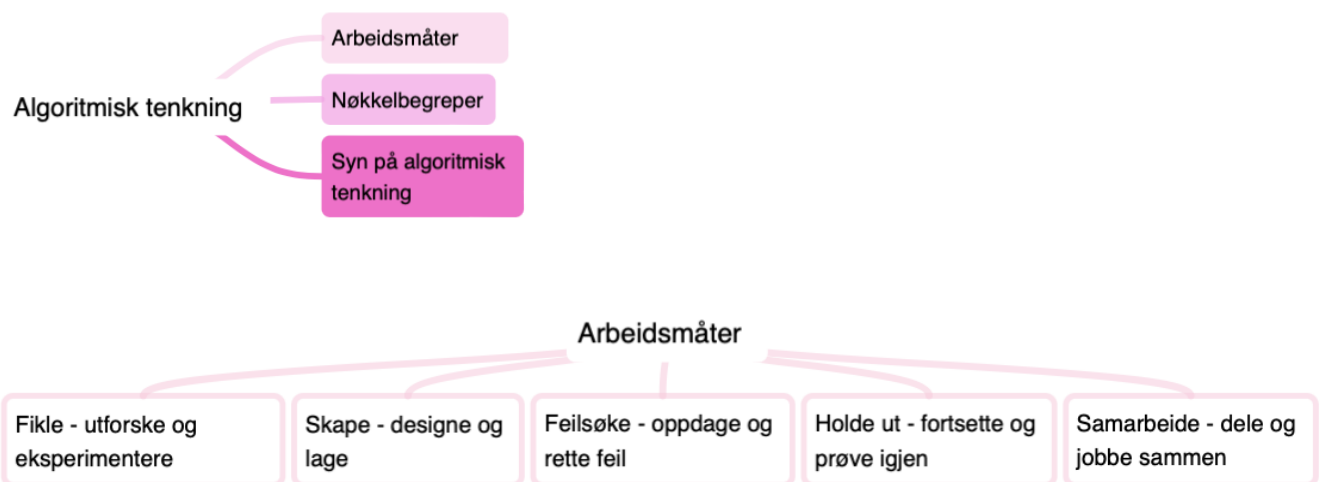 Arbeidsmåter
Algoritmisk tenkning
Nøkkelbegreper
Syn på algoritmisk
tenkning
Arbeidsmåter
Fikle - utforske og
eksperimentere
Skape - designe og
lage
Feilsøke - oppdage og
rette feil
Holde ut - fortsette og
prøve igjen
Samarbeide - dele og
jobbe sammen